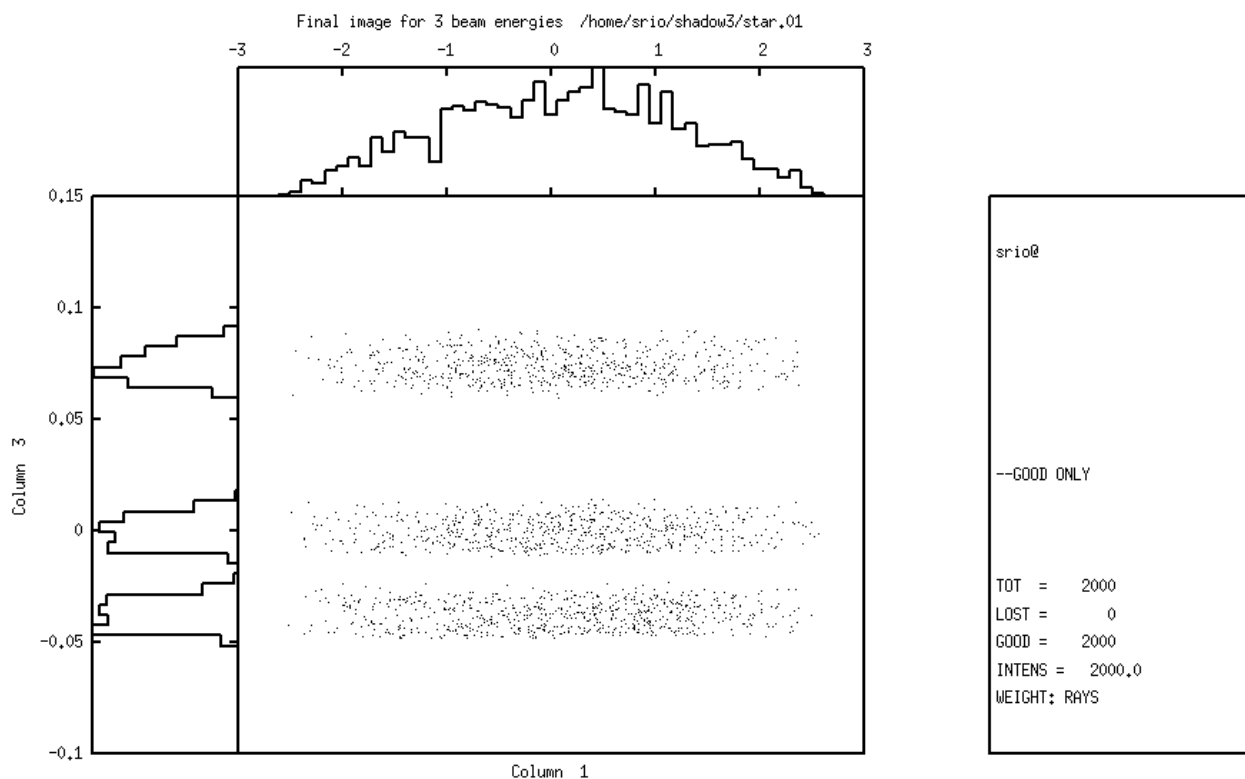 Final image for 3 beam energies /home/srio/shadow3/star.01
-3 -2 -1 0 1 2 3
0.15
0.1
0.05
0
-0.05
-0.1
Column 3
Column 1
srio@
--GOOD ONLY
TOT = 2000
LOST = 0
GOOD = 2000
INTENS = 2000.0
WEIGHT: RAYS